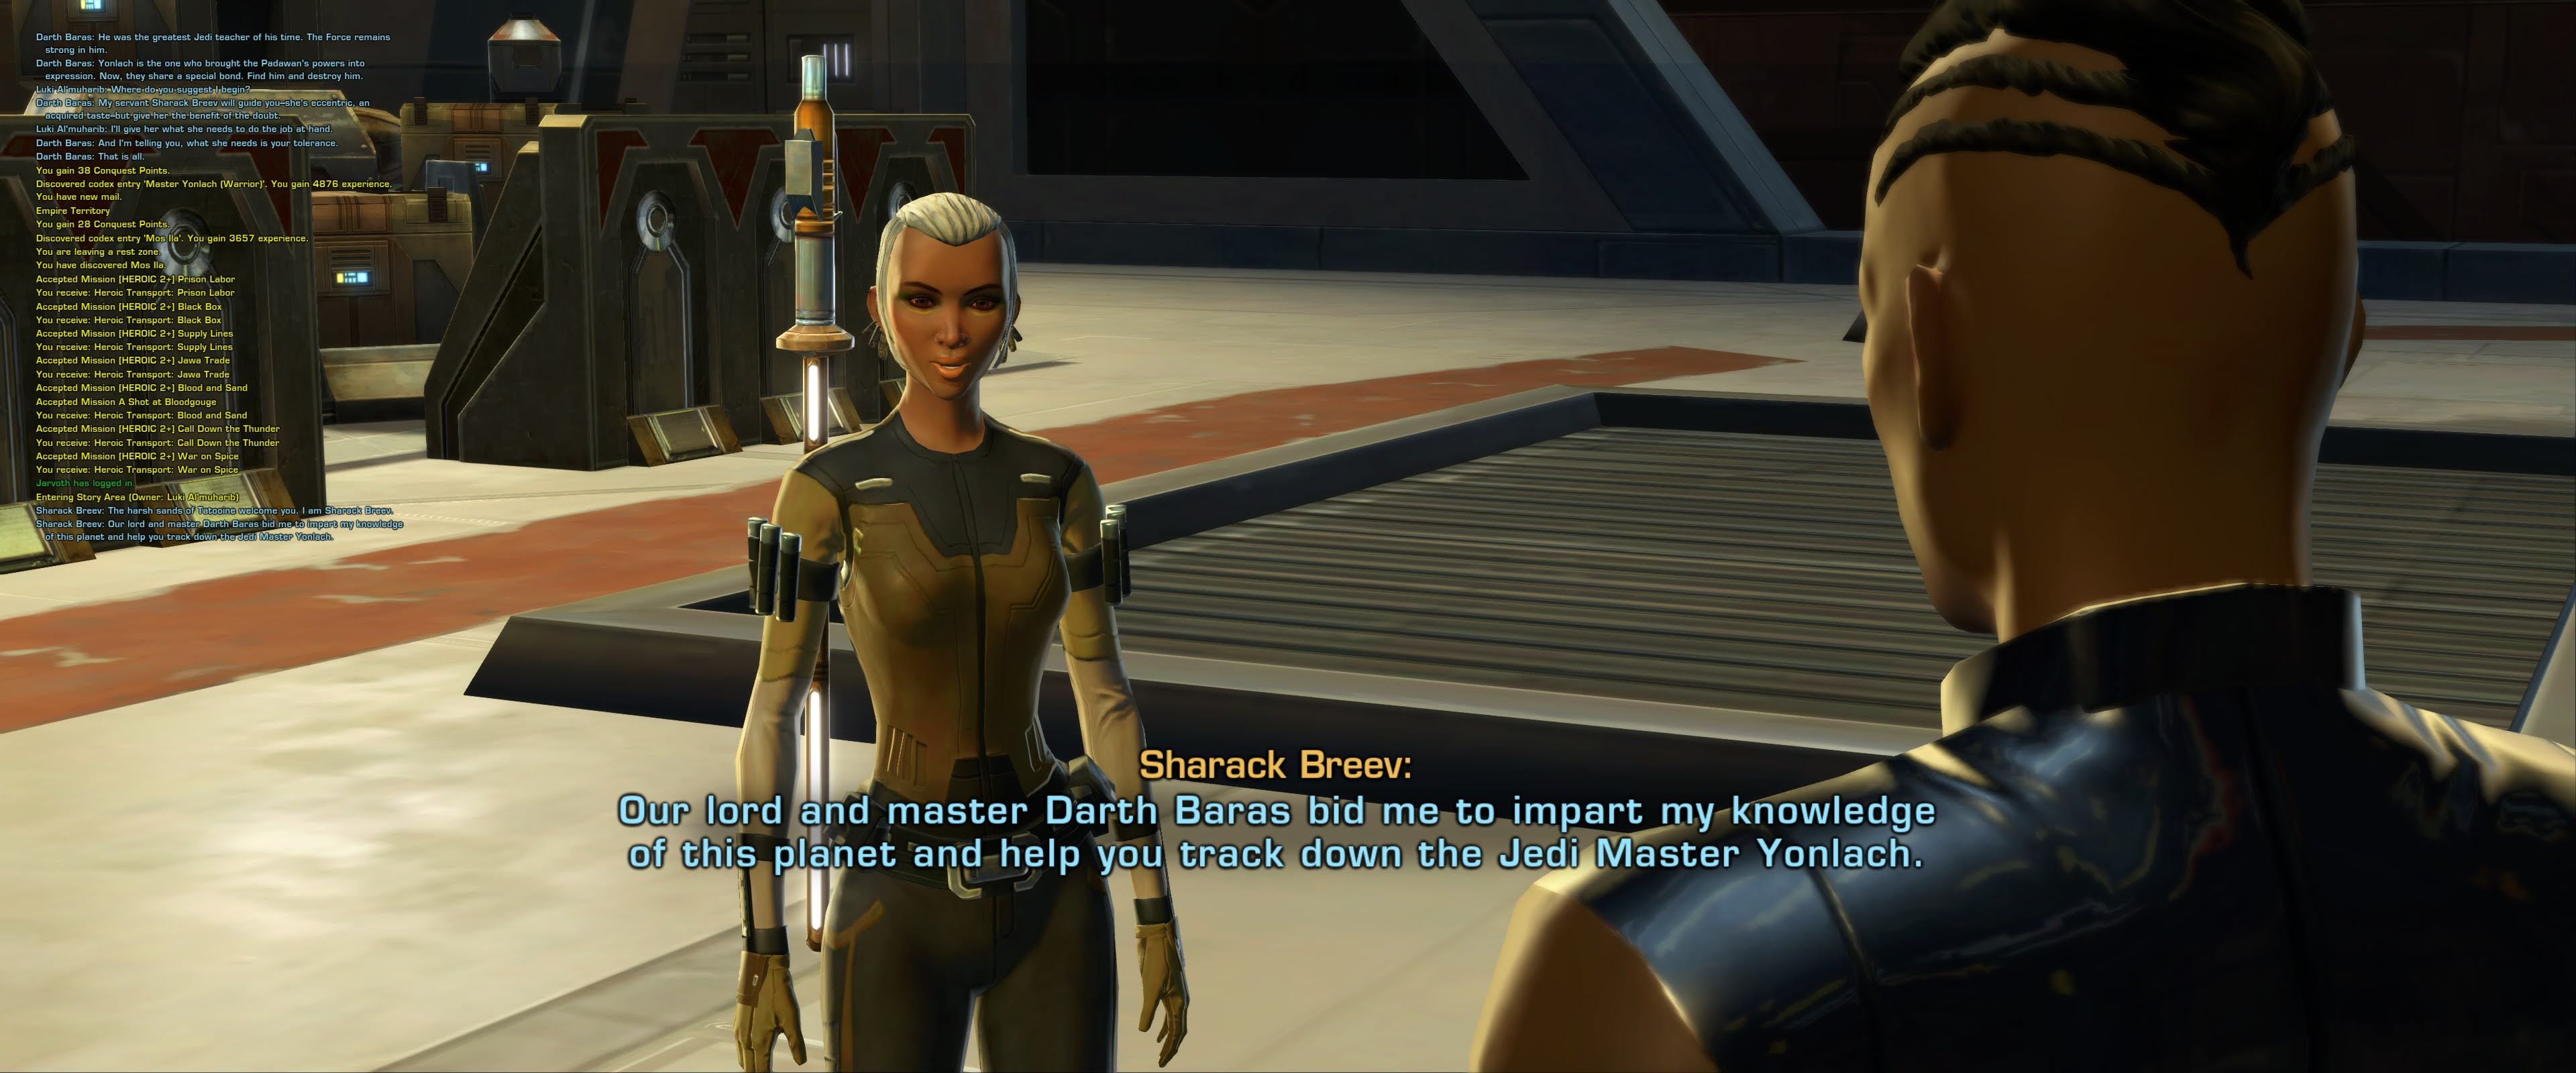 Darth Baras: He was the greatest Jedi teacher of his time. The Force remains
strong in him.
Darth Baras: Yonlach is the one who brought the Padawan's powers into
expression. Now, they share a special bond. Find him and destroy him.
Luki Al'muharib: Where do you suggest I begin?
Darth Baras: My servant Sharack Breev will guide you—she's eccentric, an
acquired taste—but give her the benefit of the doubt.
Luki Al'muharib: I'll give her what she needs to do the job at hand.
Darth Baras: And I'm telling you, what she needs is your tolerance.
Darth Baras: That is all.
You gain 38 Conquest Points.
Discovered codex entry 'Master Yonlach (Warrior)'. You gain 4876 experience.
You have new mail.
Empire Territory
You gain 28 Conquest Points.
Discovered codex entry 'Mos Ila'. You gain 3657 experience.
You are leaving a rest zone.
You have discovered Mos Ila.
Accepted Mission [HEROIC 2+] Prison Labor
You receive: Heroic Transport: Prison Labor
Accepted Mission [HEROIC 2+] Black Box
You receive: Heroic Transport: Black Box
Accepted Mission [HEROIC 2+] Supply Lines
You receive: Heroic Transport: Supply Lines
Accepted Mission [HEROIC 2+] Jawa Trade
You receive: Heroic Transport: Jawa Trade
Accepted Mission [HEROIC 2+] Blood and Sand
Accepted Mission A Shot at Bloodgouge
You receive: Heroic Transport: Blood and Sand
Accepted Mission [HEROIC 2+] Call Down the Thunder
You receive: Heroic Transport: Call Down the Thunder
Accepted Mission [HEROIC 2+] War on Spice
You receive: Heroic Transport: War on Spice
Jarvoth has logged in.
Entering Story Area (Owner: Luki Al'muharib)
Sharack Breev: The harsh sands of Tatooine welcome you. I am Sharack Breev.
Sharack Breev: Our lord and master Darth Baras bid me to impart my knowledge
of this planet and help you track down the Jedi Master Yonlach.
Sharack Breev:
Our lord and master Darth Baras bid me to impart my knowledge
of this planet and help you track down the Jedi Master Yonlach.